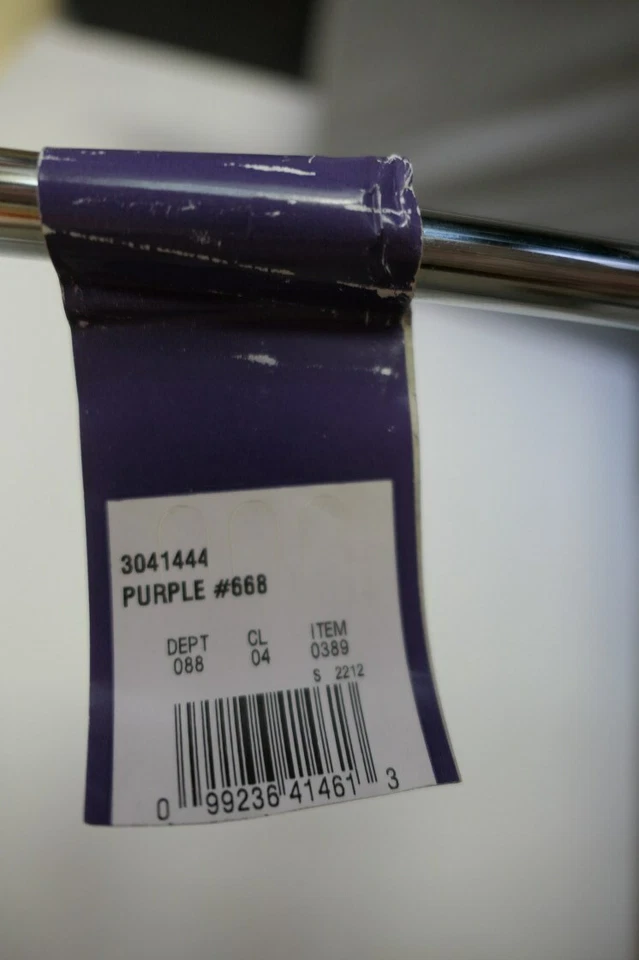 3041444
PURPLE #668
DEPT CL ITEM
088 04 0389
S 2212
0 99236 41461 3